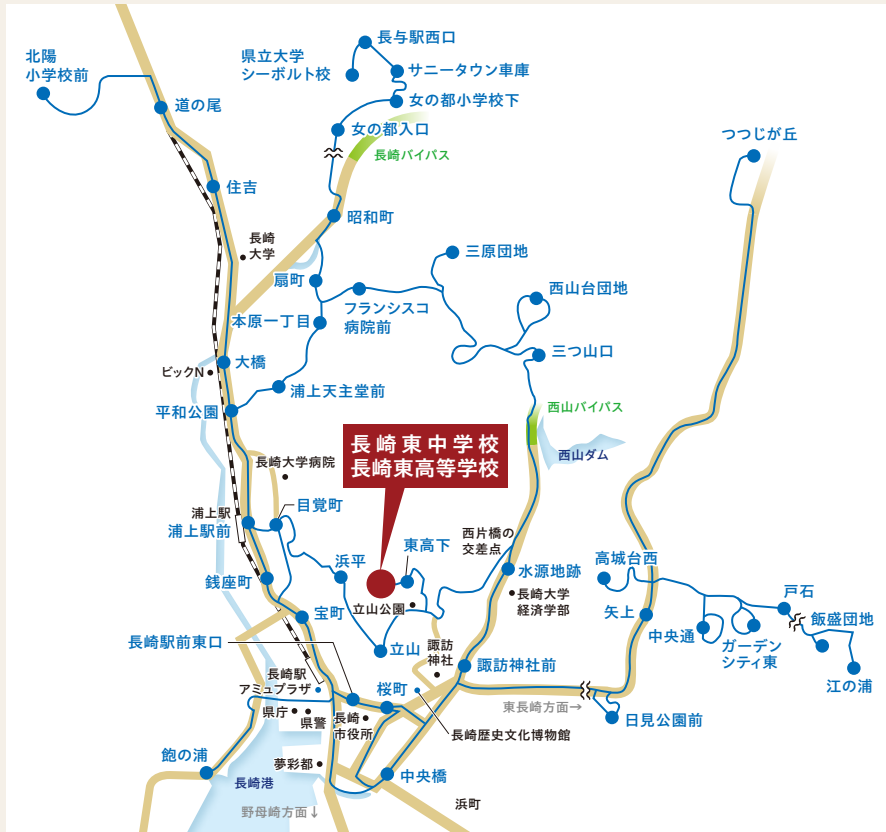 北陽
小学校前
道の尾
県立大学
シーボルト校
長与駅西口
サニータウン車庫
女の都小学校下
女の都入口
長崎バイパス
つつじが丘
住吉
昭和町
長崎
大学
扇町
三原団地
フランシスコ
病院前
西山台団地
本原一丁目
三つ山口
大橋
ビックN
浦上天主堂前
平和公園
西山バイパス
西山ダム
長崎東中学校
長崎東高等学校
長崎大学病院
目覚町
浦上駅
浦上駅前
西片橋の
交差点
浜平
東高下
水源地跡
高城台西
銭座町
立山公園
長崎大学
経済学部
戸石
飯盛団地
宝町
矢上
中央通
ガーデン
シティ東
江の浦
長崎駅前東口
立山
諏訪
神社
諏訪神社前
長崎駅
アミュプラザ
桜町
東長崎方面→
日見公園前
県庁
県警
長崎
市役所
長崎歴史文化博物館
飽の浦
長崎港
夢彩都
中央橋
野母崎方面↓
浜町